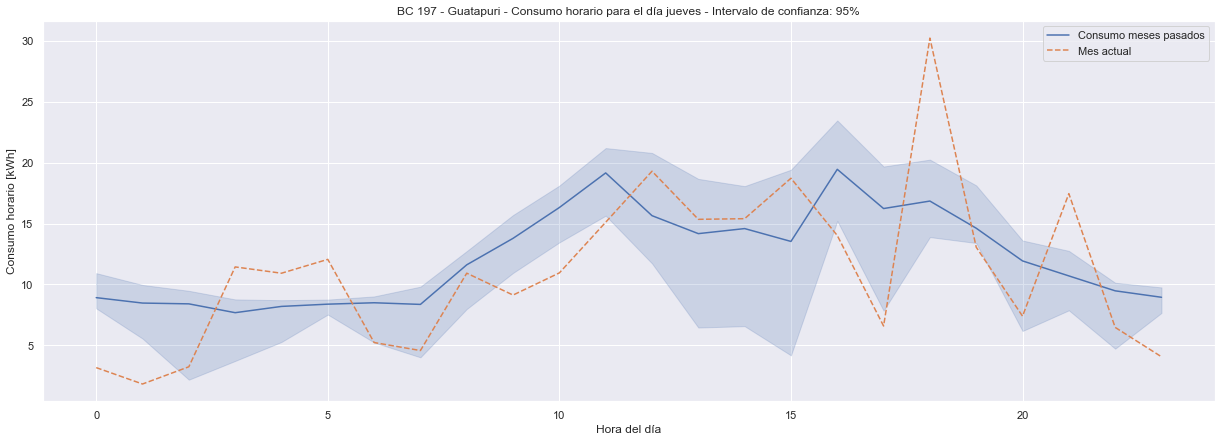 BC 197 - Guatapuri - Consumo horario para el día jueves - Intervalo de confianza: 95%
Consumo meses pasados
Mes actual
Consumo horario [kWh]
30
25
20
15
10
5
0
5
10
15
20
Hora del día